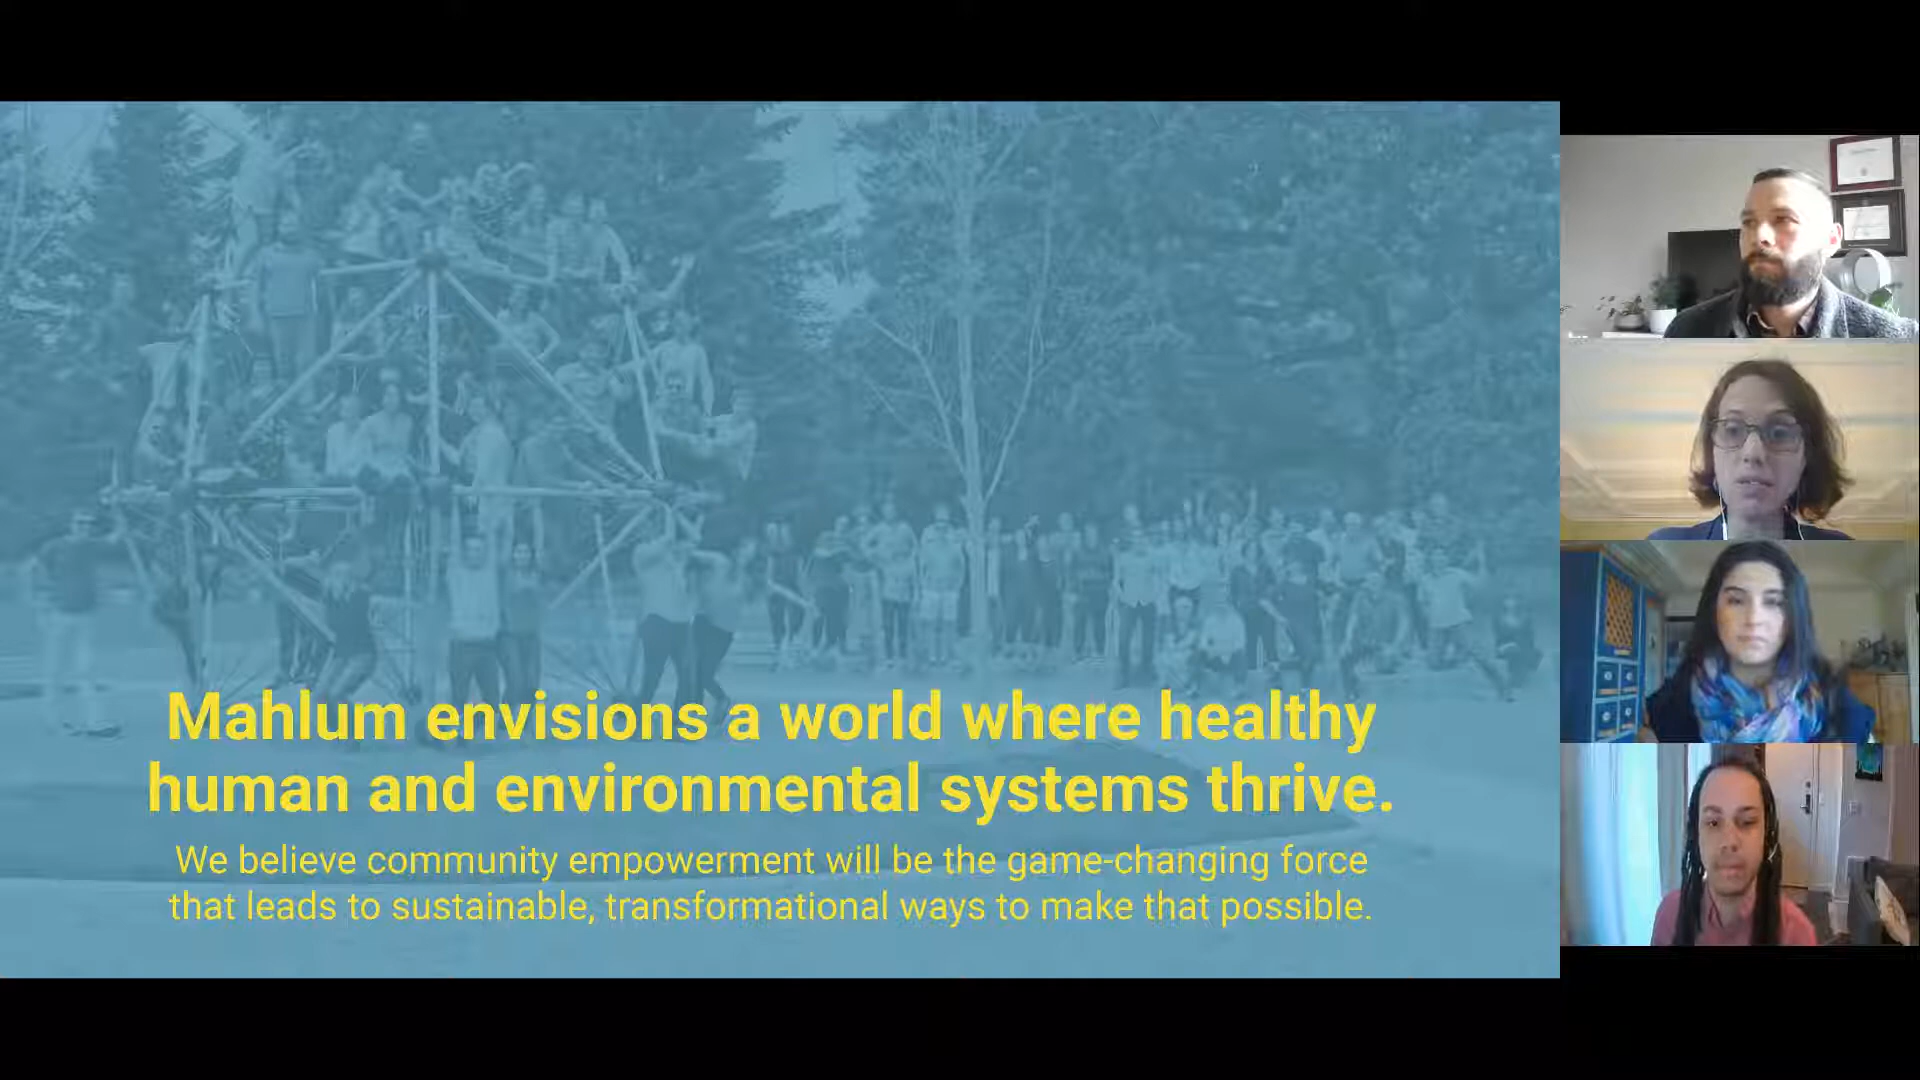 Mahlum envisions a world where healthy
human and environmental systems thrive.
We believe community empowerment will be the game-changing force
that leads to sustainable, transformational ways to make that possible.